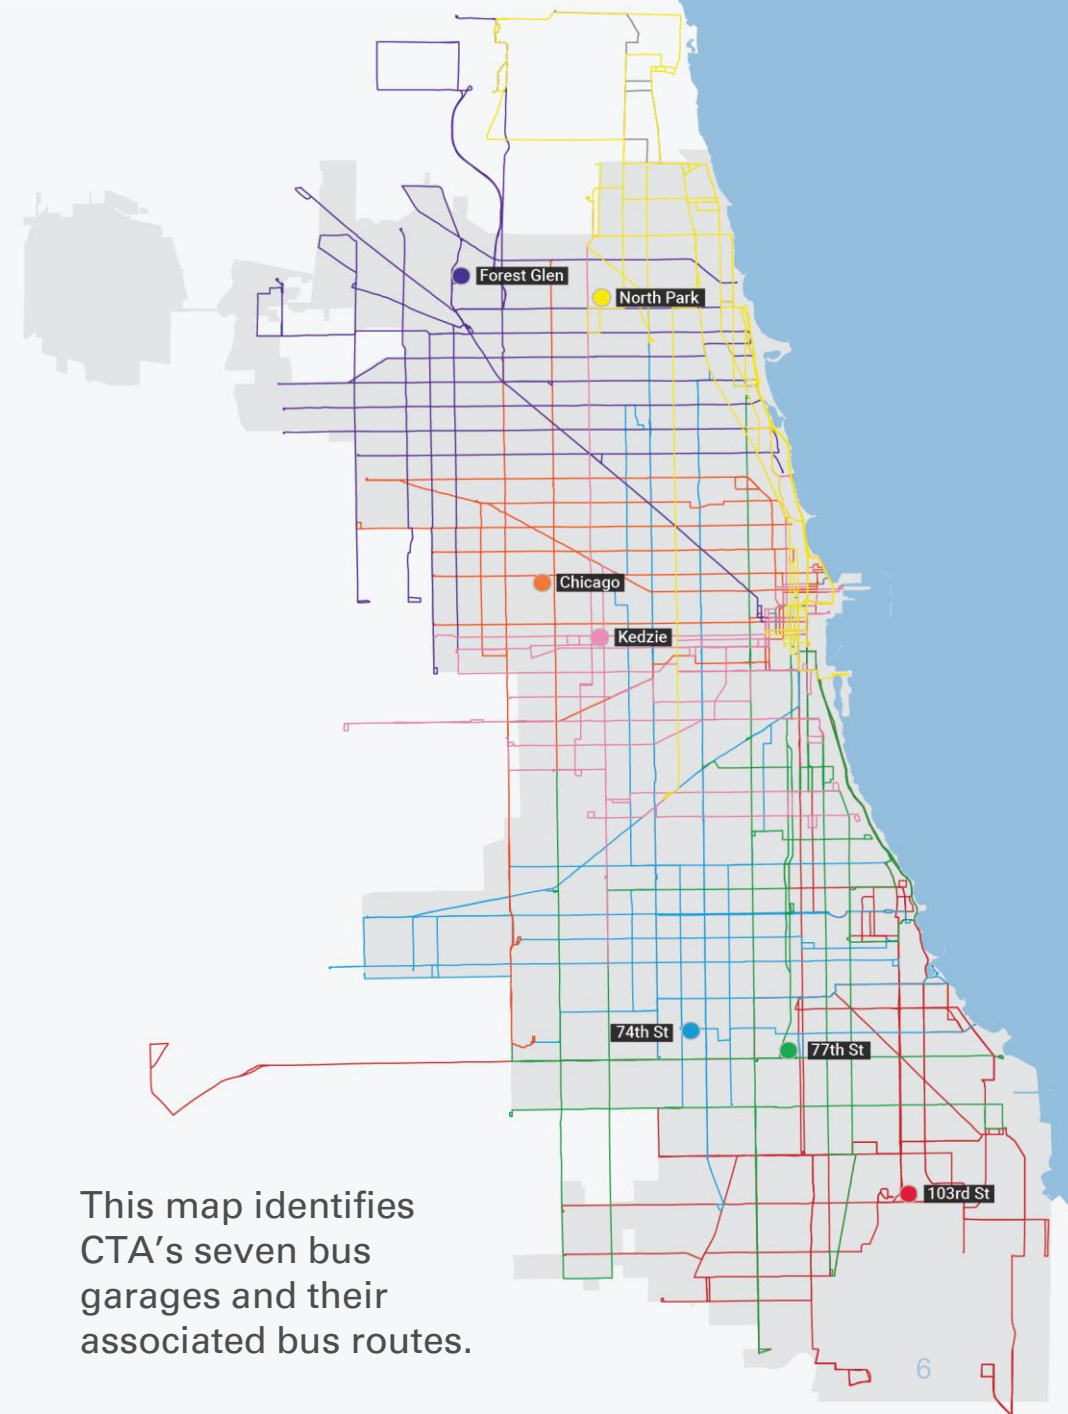 Forest Glen
North Park
Chicago
Kedzie
74th St
77th St
103rd St
This map identifies
CTA’s seven bus
garages and their
associated bus routes.
6